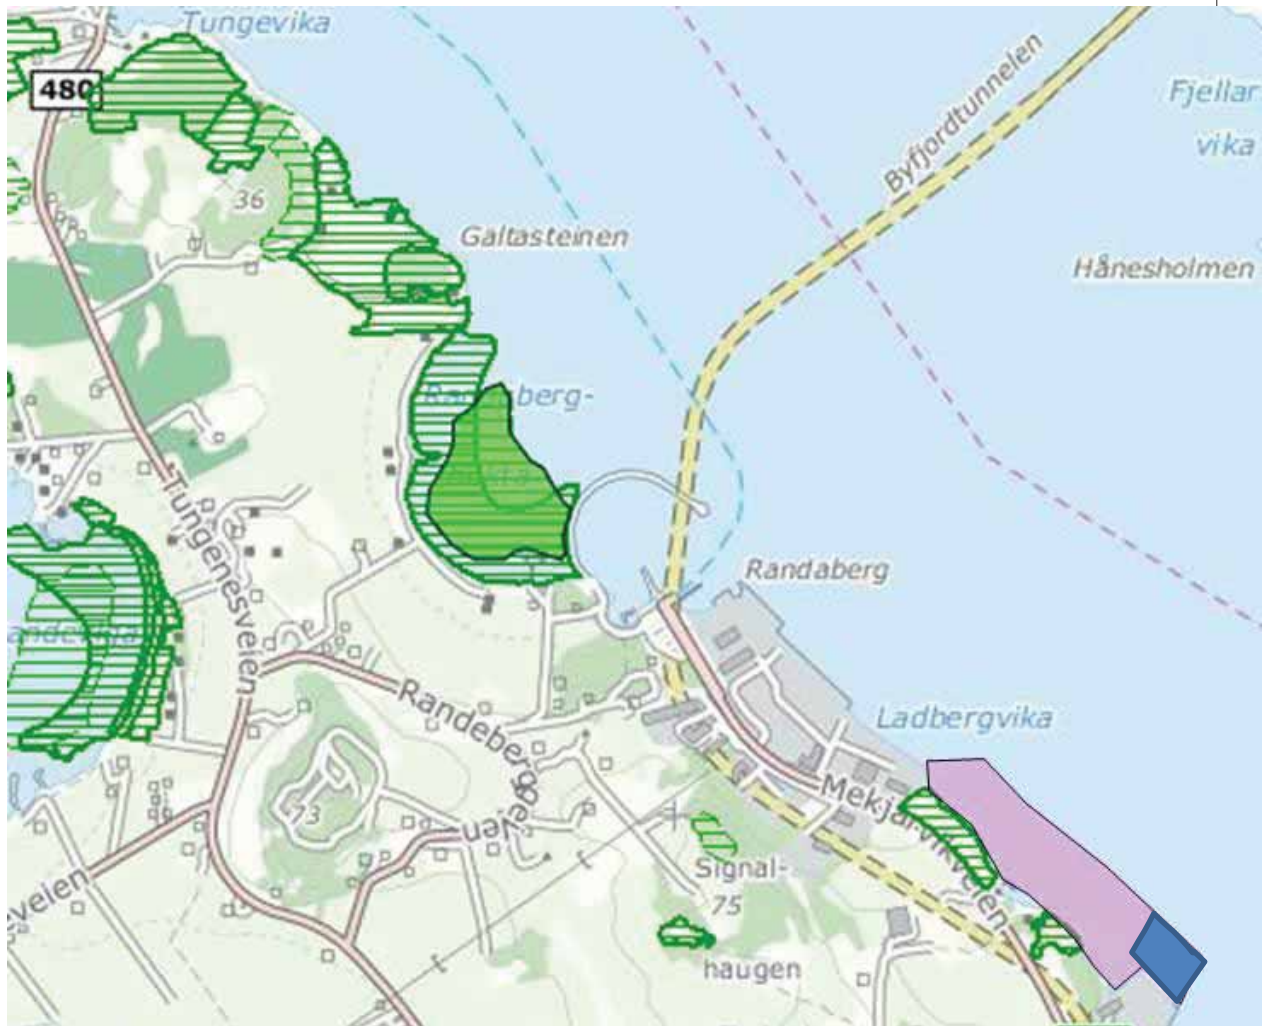 Tungevika
480
Byfjordtunnelen
Fjellar
vika
36
Galtasteinen
Hånesholmen
berg-
Tungenesveien
Randaberg
Randebergveien
73
Ladbergvika
Mekjarvikveien
Signal-
75
haugen
veien